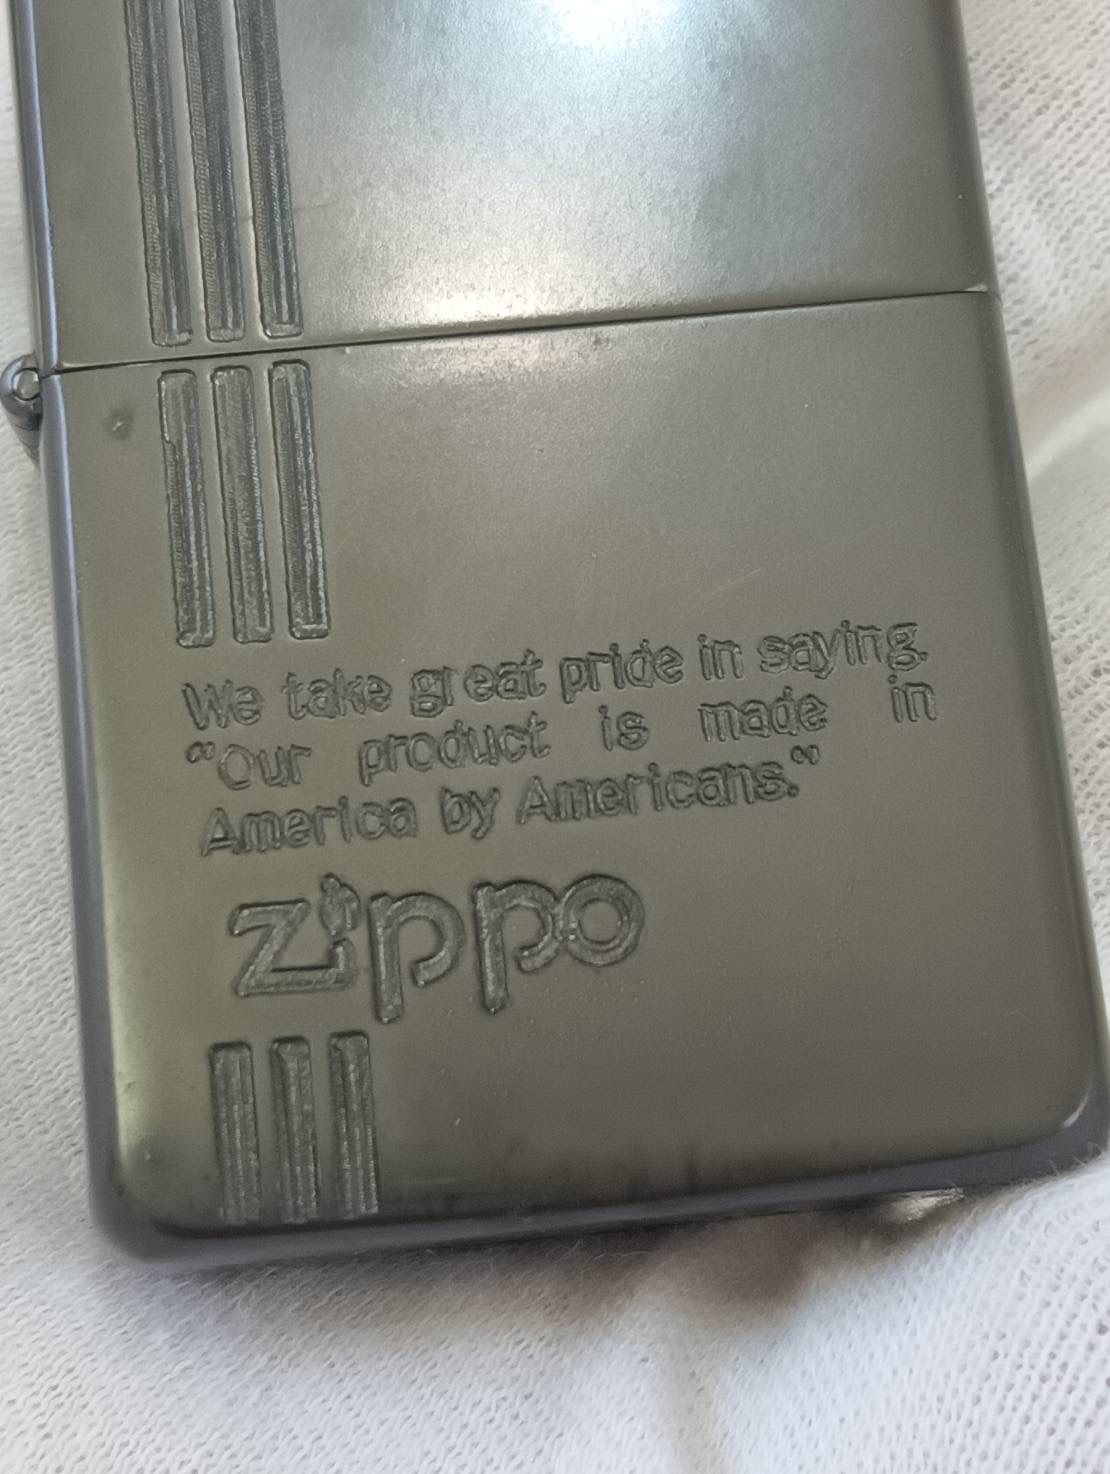 We take great pride in saying.
“Our product is made in
America by Americans.”
zippo